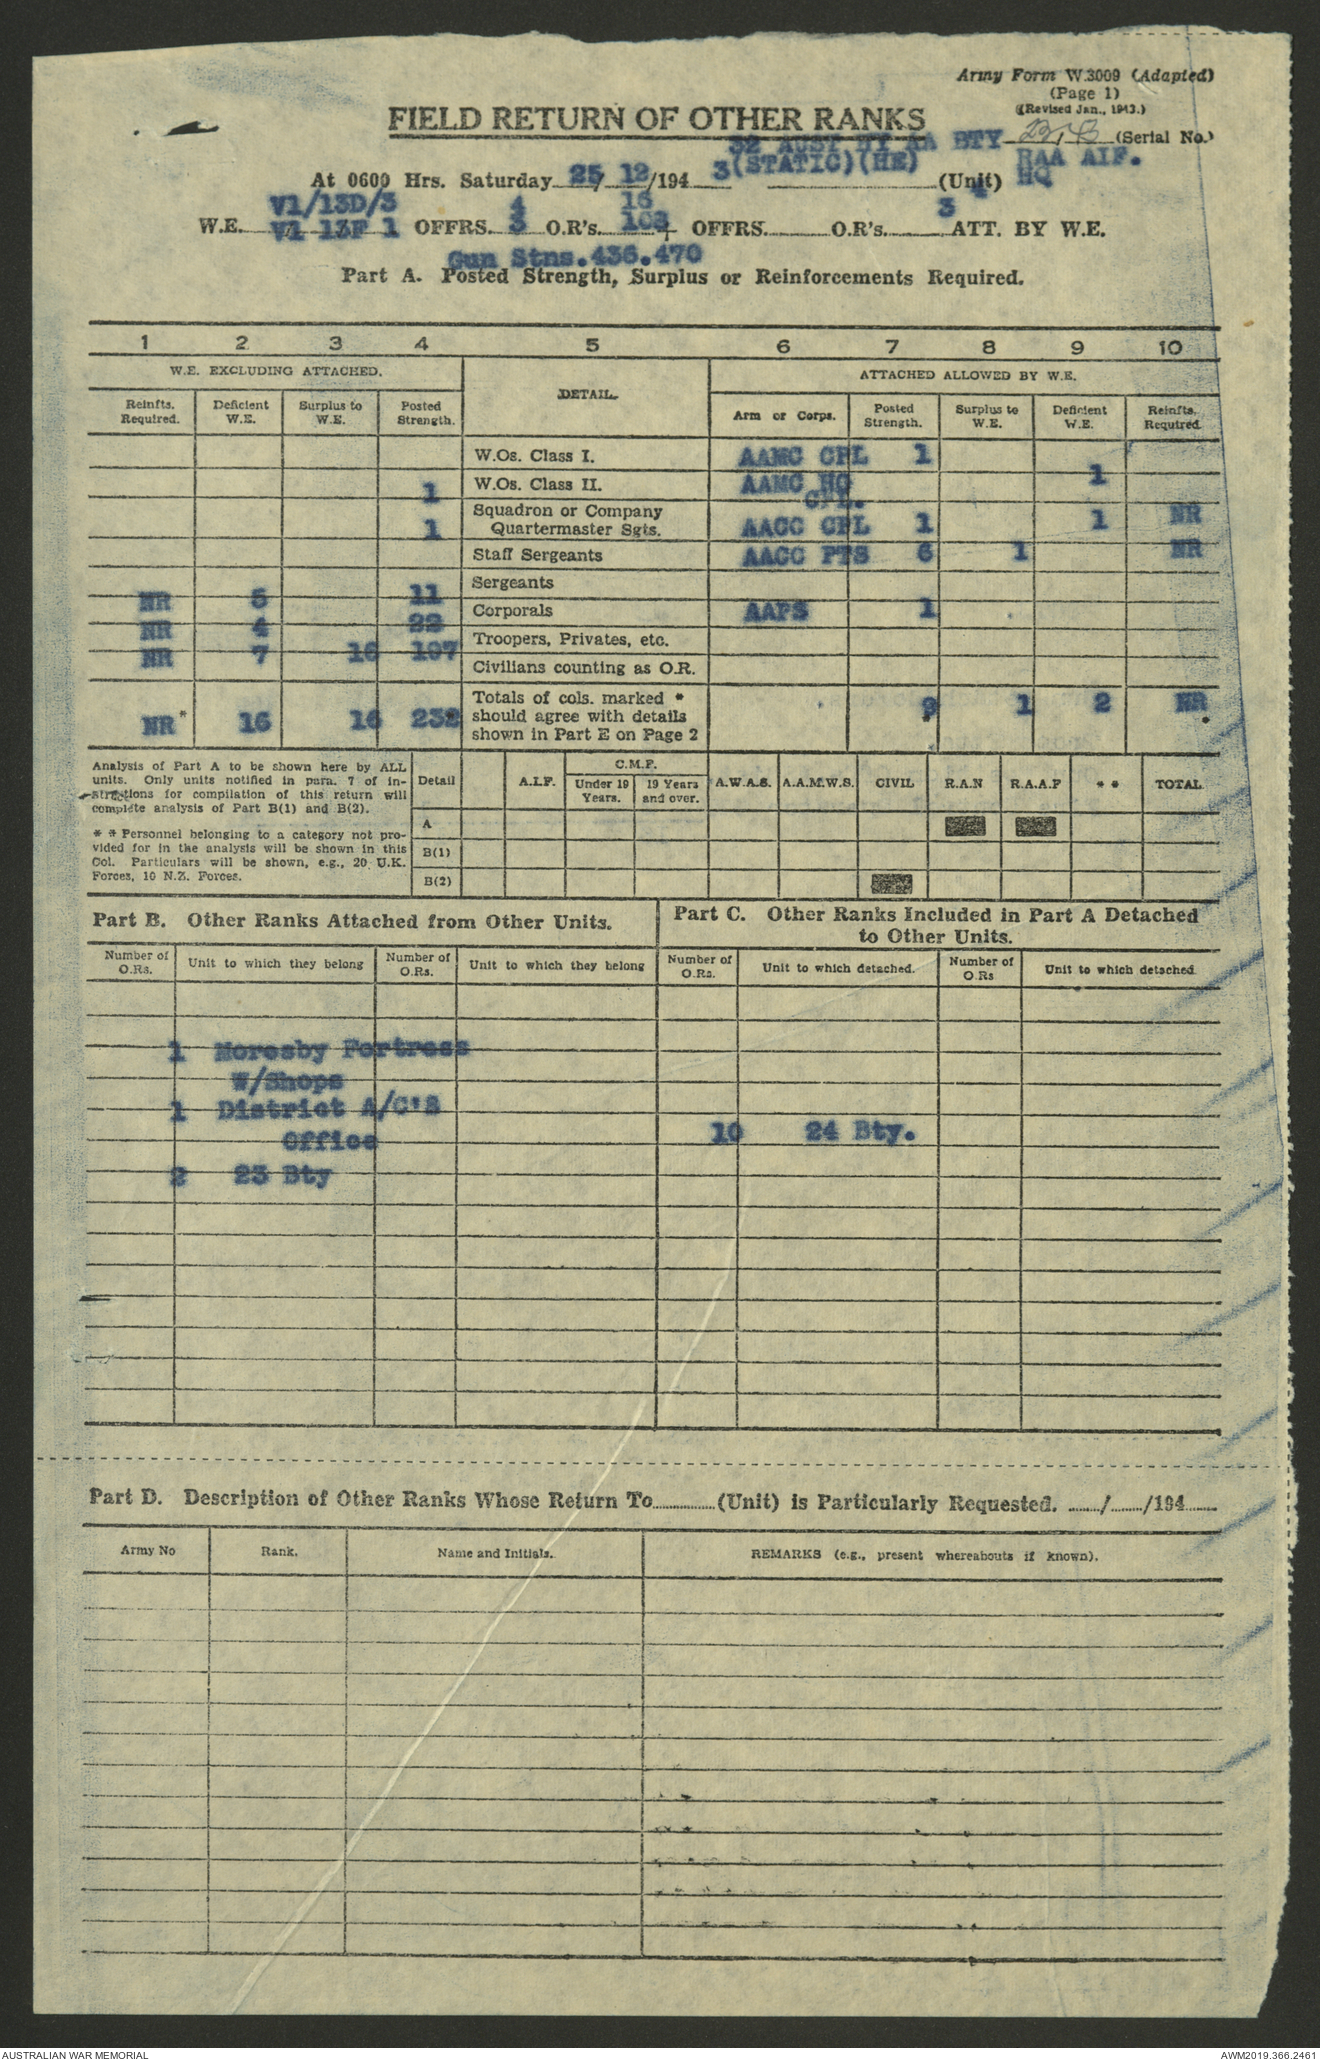 Army Form W.3009 (Adapted)
(Page 1)
(Revised Jan., 1943.)
FIELD RETURN OF OTHER RANKS
(Serial No.)
32 AUST HY AA BTY
RAA AIF.
At 0600 Hrs. Saturday 25/ 12 /194 3 (STATIC)(HE) (Unit) HQ
V1/13D/3 4 16 3 1
W.E. V1 13F 1 OFFRS. 3 O.R's. OFFRS. O.R's. ATT. BY W.E.
Gun Stns.436.470
Part A. Posted Strength, Surplus or Reinforcements Required.
1 2 3 4 5 6 7 8 9 10
W.E. EXCLUDING ATTACHED. DETAIL. ATTACHED ALLOWED BY W.E.
Reinfts. Required. Deficient W.E. Surplus to W.E. Posted Strength. Arm or Corps. Posted Strength. Surplus to W.E. Deficient W.E. Reinfts. Required.
W.Os. Class I. AAMC CPL 1
1 W.Os. Class II. AAMC HQ CPL. 1
1 Squadron or Company Quartermaster Sgts. AACC CPL 1 1 NR
Staff Sergeants AACC PTS 6 1 NR
NR 5 11 Sergeants
NR 4 22 Corporals AAPS 1
NR 7 16 197 Troopers, Privates, etc.
Civilians counting as O.R.
NR* 16 16 232 Totals of cols. marked * should agree with details shown in Part E on Page 2 9 1 2 NR
Analysis of Part A to be shown here by ALL
units. Only units notified in para. 7 of in-
structions for compilation of this return will
complete analysis of Part B(1) and B(2).
* * Personnel belonging to a category not pro-
vided for in the analysis will be shown in this
Col. Particulars will be shown, e.g., 20 U.K.
Forces, 10 N.Z. Forces.
Detail A.I.F. C.M.F. Under 19 Years. 19 Years and over. A.W.A.S. A.A.M.W.S. CIVIL R.A.N R.A.A.F * * TOTAL
A
B(1)
B(2)
Part B. Other Ranks Attached from Other Units.
Number of O.Rs. Unit to which they belong Number of O.Rs. Unit to which they belong
1 Moresby Fortress
W/Shops
1 District A/C'S
Office
2 23 Bty
Part C. Other Ranks Included in Part A Detached
to Other Units.
Number of O.Rs. Unit to which detached. Number of O.Rs Unit to which detached.
10 24 Bty.
Part D. Description of Other Ranks Whose Return To (Unit) is Particularly Requested. / /194
Army No Rank. Name and Initials. REMARKS (e.g., present whereabouts if known).
AUSTRALIAN WAR MEMORIAL
AWM2019.366.2461